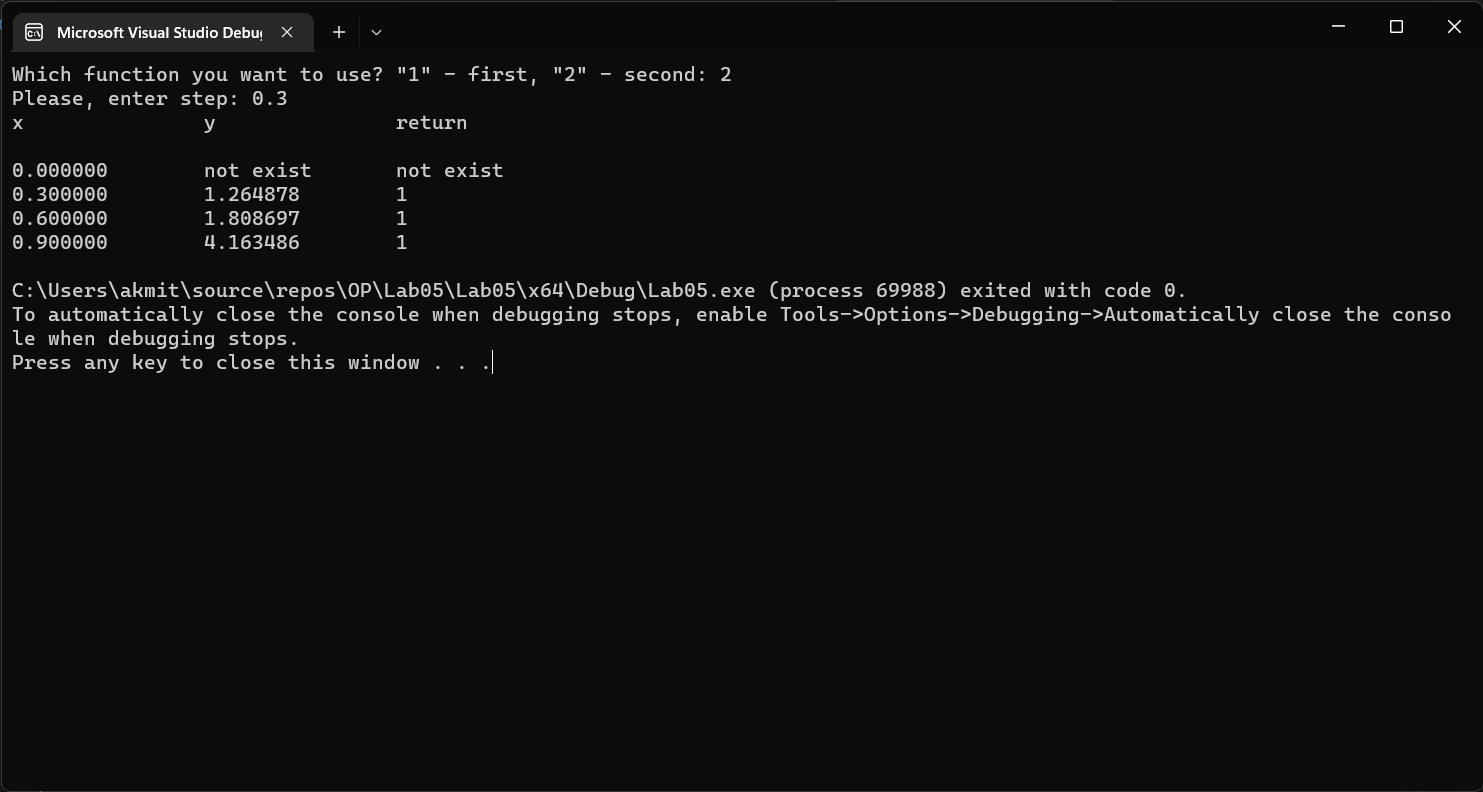 Microsoft Visual Studio Debu
Which function you want to use? "1" - first, "2" - second: 2
Please, enter step: 0.3
x y return
0.000000 not exist not exist
0.300000 1.264878 1
0.600000 1.808697 1
0.900000 4.163486 1
C:\Users\akmit\source\repos\OP\Lab05\Lab05\x64\Debug\Lab05.exe (process 69988) exited with code 0.
To automatically close the console when debugging stops, enable Tools->Options->Debugging->Automatically close the conso
le when debugging stops.
Press any key to close this window . . .